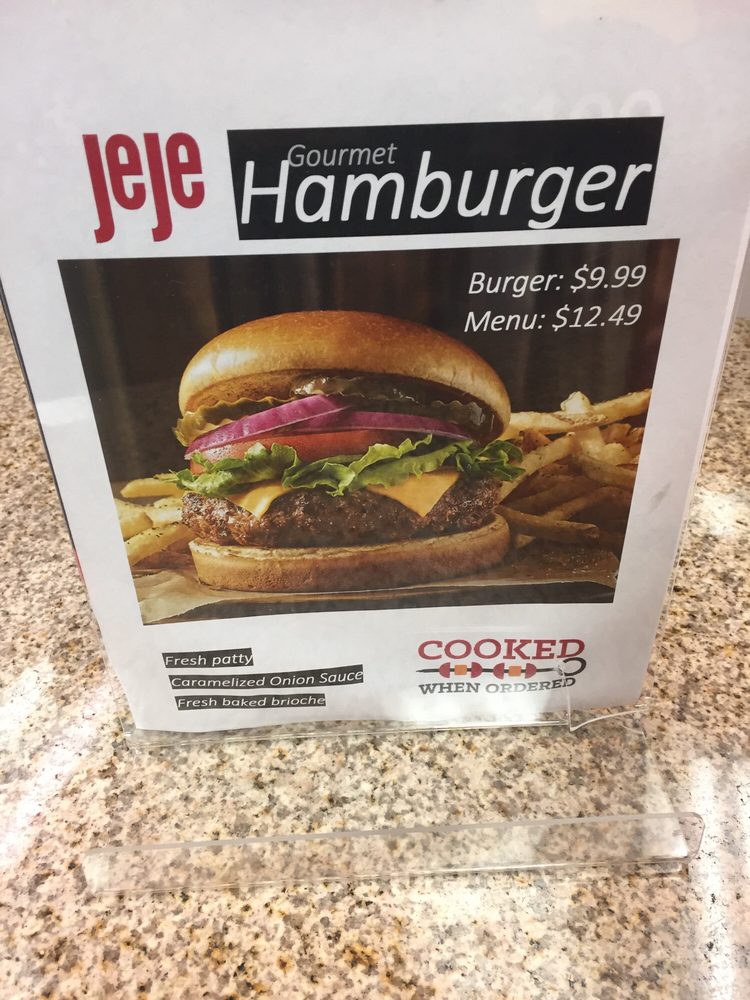 JeJe
Gourmet
Hamburger
Burger: $9.99
Menu: $12.49
Fresh patty
Caramelized Onion Sauce
Fresh baked brioche
COOKED
WHEN ORDERED